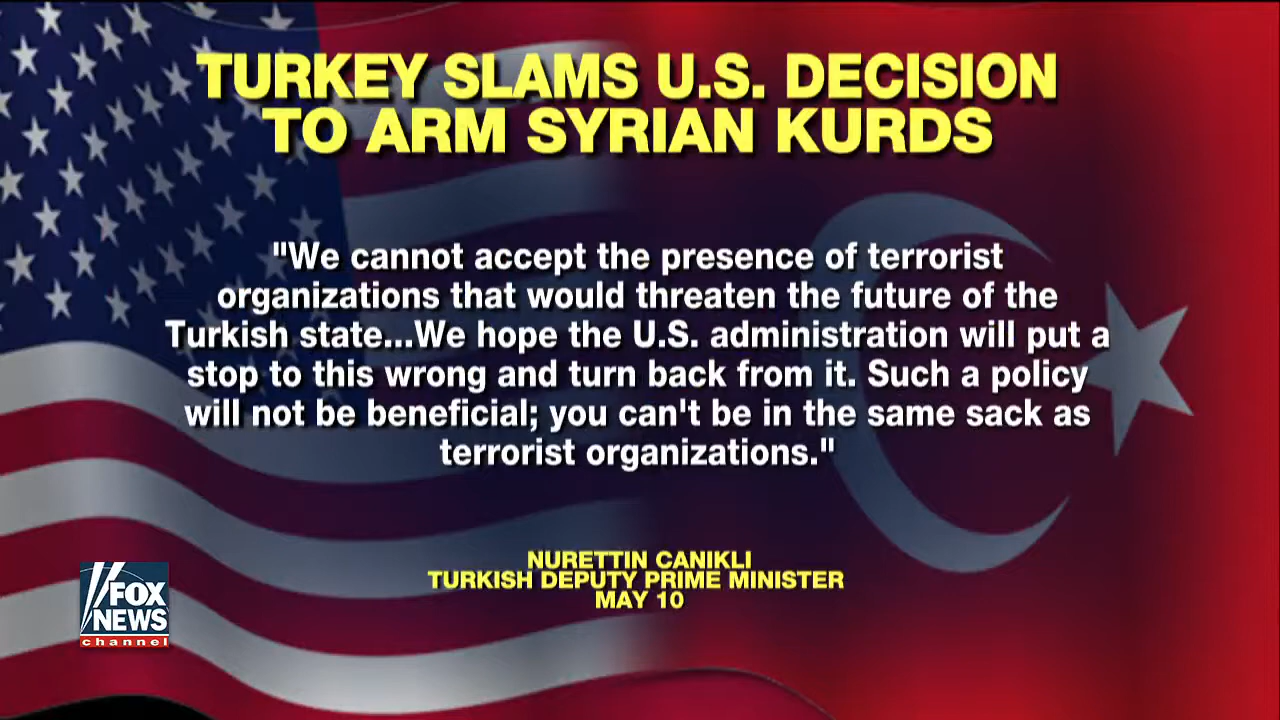 TURKEY SLAMS U.S. DECISION
TO ARM SYRIAN KURDS
"We cannot accept the presence of terrorist
organizations that would threaten the future of the
Turkish state...We hope the U.S. administration will put a
stop to this wrong and turn back from it. Such a policy
will not be beneficial; you can't be in the same sack as
terrorist organizations."
NURETTIN CANIKLI
TURKISH DEPUTY PRIME MINISTER
MAY 10
FOX
NEWS
channel